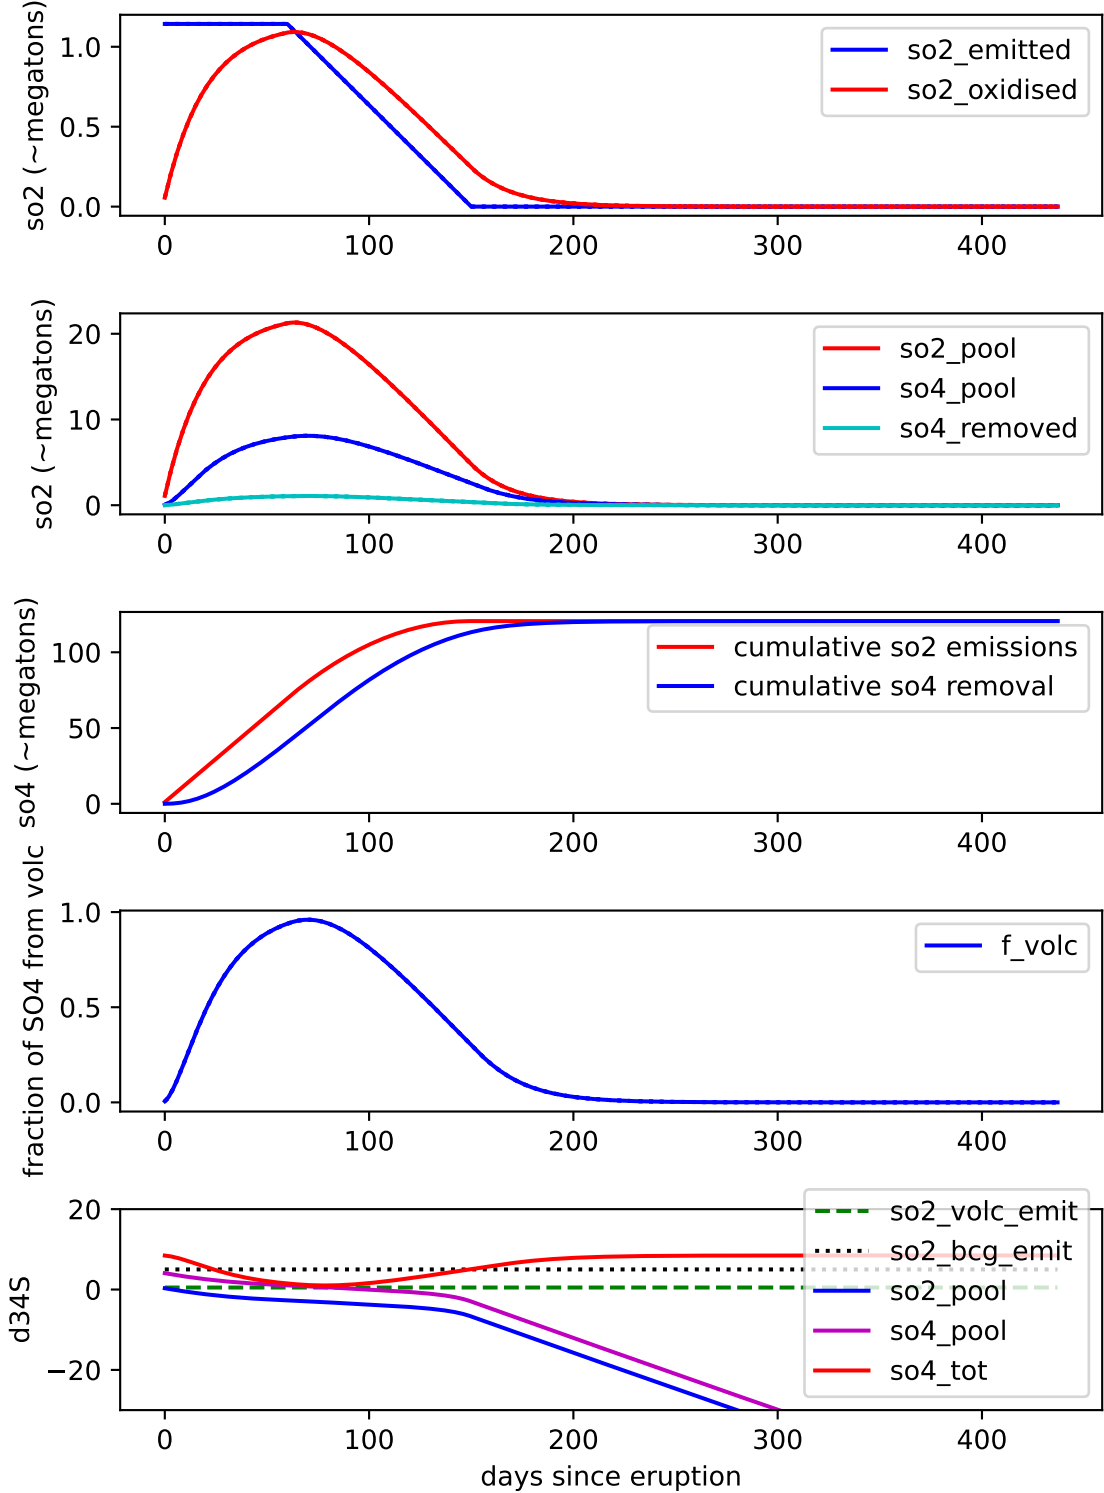 so2 (~megatons)
1.0
0.5
0.0
so2_emitted
so2_oxidised
0 100 200 300 400
so2 (~megatons)
20
10
0
so2_pool
so4_pool
so4_removed
0 100 200 300 400
so4 (~megatons)
100
50
0
cumulative so2 emissions
cumulative so4 removal
0 100 200 300 400
fraction of SO4 from volc
1.0
0.5
0.0
f_volc
0 100 200 300 400
d34S
20
0
−20
so2_volc_emit
so2_bcg_emit
so2_pool
so4_pool
so4_tot
0 100 200 300 400
days since eruption